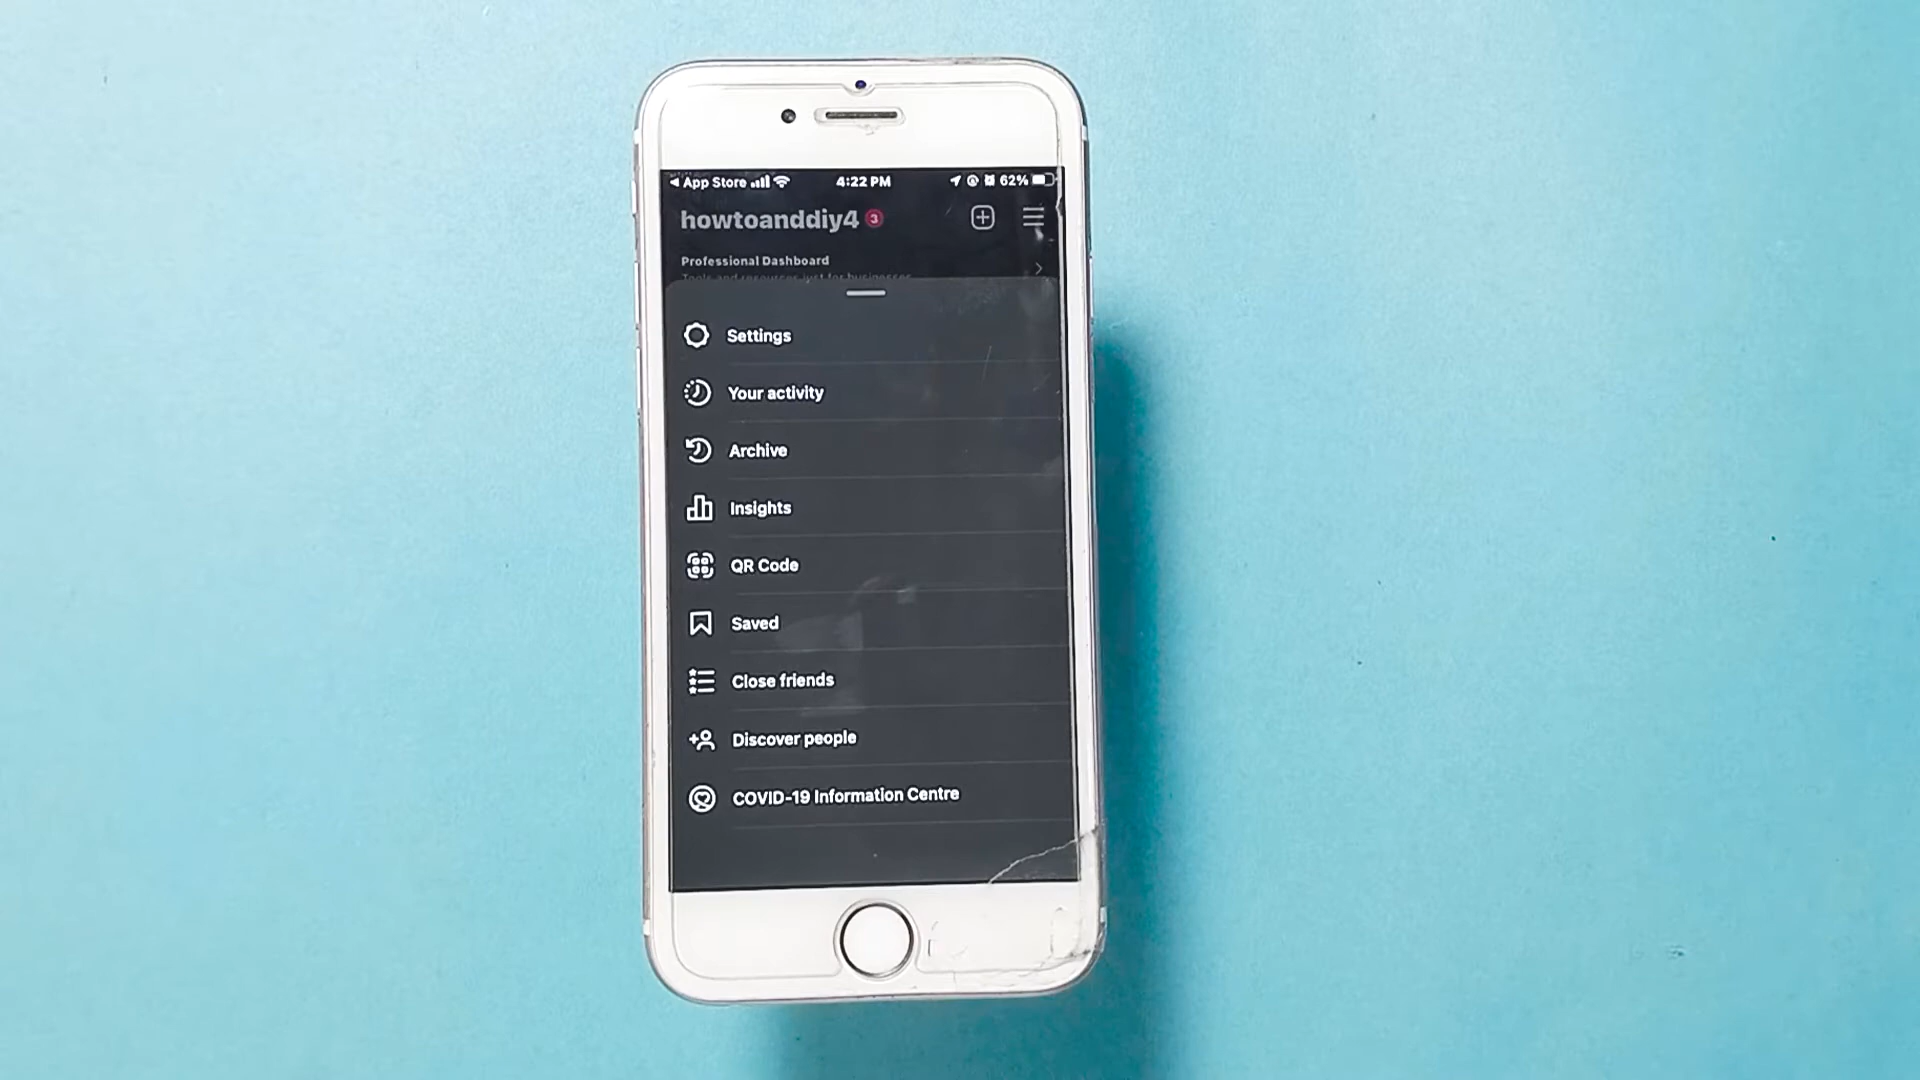 App Store 4:22 PM 62%
howtoanddiy4 3
Professional Dashboard
Tools and resources just for businesses
Settings
Your activity
Archive
Insights
QR Code
Saved
Close friends
Discover people
COVID-19 Information Centre